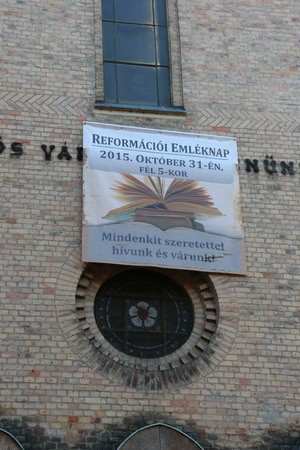 REFORMÁCIÓI EMLÉKNAP
2015. OKTÓBER 31-ÉN,
FÉL 5-KOR
Mindenkit szeretettel
hívunk és várunk!